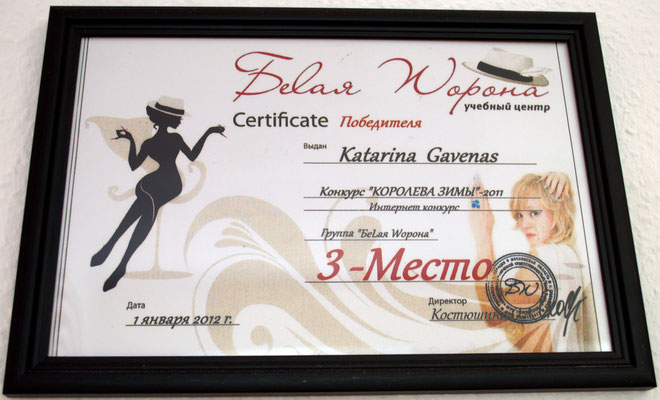 Беlая Wорона
учебный центр
Certificate Победителя
Выдан Katarina Gavenas
Конкурс "КОРОЛЕВА ЗИМЫ"-2011
Интернет конкурс
Группа "БеLая Wорона"
3-Место
Дата
1 января 2012 г.
Директор